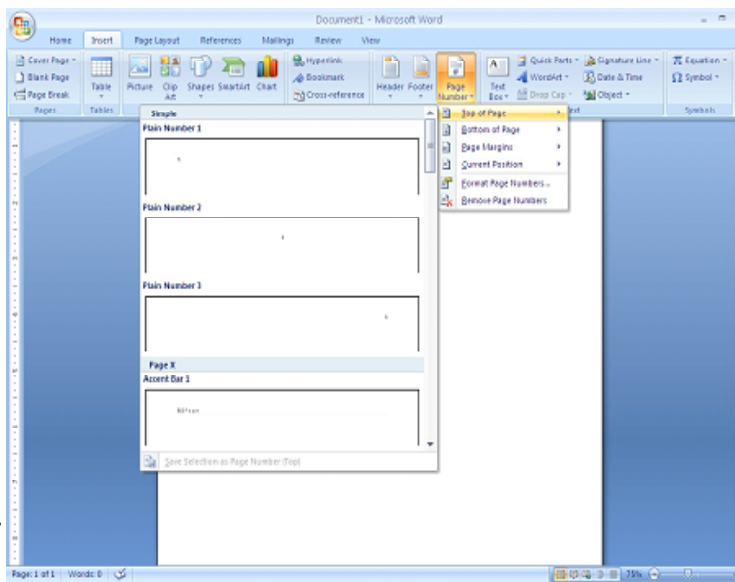 Document1 - Microsoft Word
Home Insert Page Layout References Mailings Review View
Cover Page
Blank Page
Page Break
Pages
Table
Tables
Picture Clip Art Shapes SmartArt Chart
Hyperlink
Bookmark
Cross-reference
Header Footer Page Number
Text Box
Quick Parts
WordArt
Drop Cap
Signature Line
Date & Time
Object
Equation
Symbol
Symbols
Top of Page
Bottom of Page
Page Margins
Current Position
Format Page Numbers...
Remove Page Numbers
Simple
Plain Number 1
Plain Number 2
Plain Number 3
Page X
Accent Bar 1
Save Selection as Page Number (Top)
Page: 1 of 1 Words: 0 75%